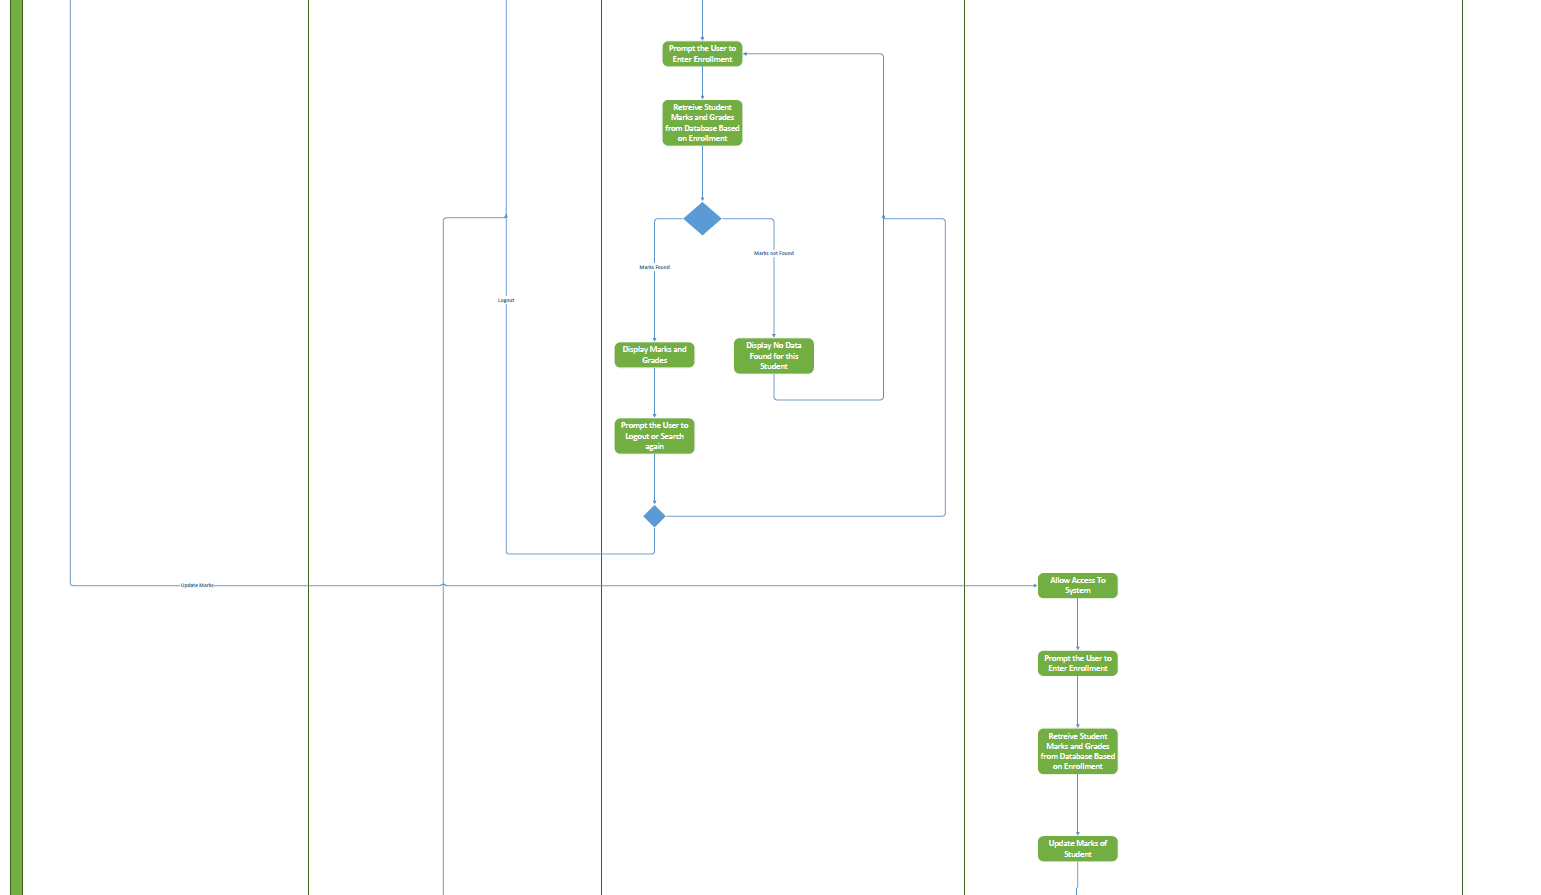 Prompt the User to
Enter Enrollment
Retreive Student
Marks and Grades
from Database Based
on Enrollment
Marks not Found
Marks Found
Logout
Display Marks and
Grades
Display No Data
Found for this
Student
Prompt the User to
Logout or Search
again
Update Marks
Allow Access To
System
Prompt the User to
Enter Enrollment
Retreive Student
Marks and Grades
from Database Based
on Enrollment
Update Marks of
Student